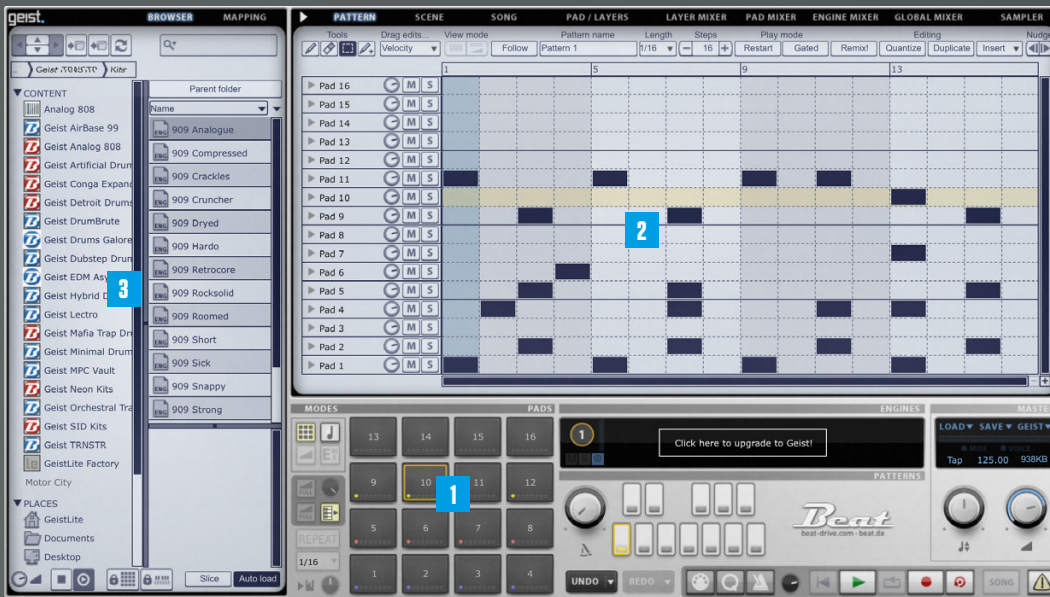 geist.
BROWSER MAPPING
PATTERN SCENE SONG PAD / LAYERS LAYER MIXER PAD MIXER ENGINE MIXER GLOBAL MIXER SAMPLER
Tools Drag edits... View mode Pattern name Length Steps Play mode Editing Nudge
Velocity Follow Pattern 1 1/16 16 Restart Gated Remix! Quantize Duplicate Insert
Kits
Parent folder
Name
CONTENT
Analog 808
Geist AirBase 99
Geist Analog 808
Geist Artificial Drum
Geist Conga Expand
Geist Detroit Drums
Geist DrumBrute
Geist Drums Galore
Geist Dubstep Drum
Geist EDM As
Geist Hybrid D
Geist Lectro
Geist Mafia Trap Dr
Geist Minimal Drum
Geist MPC Vault
Geist Neon Kits
Geist Orchestral Tra
Geist SID Kits
Geist TRNSTR
GeistLite Factory
Motor City
PLACES
GeistLite
Documents
Desktop
909 Analogue
909 Compressed
909 Crackles
909 Cruncher
909 Dryed
909 Hardo
909 Retrocore
909 Rocksolid
909 Roomed
909 Short
909 Sick
909 Snappy
909 Strong
Slice Auto load
1 5 9 13
Pad 16 M S
Pad 15 M S
Pad 14 M S
Pad 13 M S
Pad 12 M S
Pad 11 M S
Pad 10 M S
Pad 9 M S
Pad 8 M S
Pad 7 M S
Pad 6 M S
Pad 5 M S
Pad 4 M S
Pad 3 M S
Pad 2 M S
Pad 1 M S
3
2
1
MODES PADS ENGINES MASTE
13 14 15 16
9 10 11 12
5 6 7 8
1 2 3 4
REPEAT
1/16
1
Click here to upgrade to Geist!
LOAD SAVE GEIST
MIDI VOICE
Tap 125.00 938KB
PATTERNS
Beat
beat-drive.com - beat.de
UNDO REDO SONG